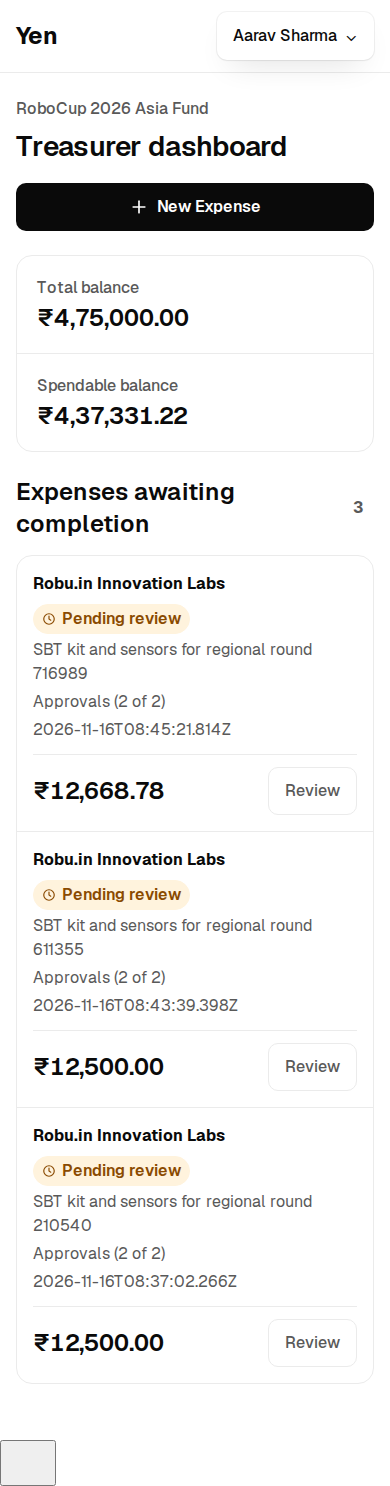 Yen
Aarav Sharma
RoboCup 2026 Asia Fund
Treasurer dashboard
New Expense
Total balance
₹4,75,000.00
Spendable balance
₹4,37,331.22
Expenses awaiting
completion
3
Robu.in Innovation Labs
Pending review
SBT kit and sensors for regional round
716989
Approvals (2 of 2)
2026-11-16T08:45:21.814Z
₹12,668.78
Review
Robu.in Innovation Labs
Pending review
SBT kit and sensors for regional round
611355
Approvals (2 of 2)
2026-11-16T08:43:39.398Z
₹12,500.00
Review
Robu.in Innovation Labs
Pending review
SBT kit and sensors for regional round
210540
Approvals (2 of 2)
2026-11-16T08:37:02.266Z
₹12,500.00
Review